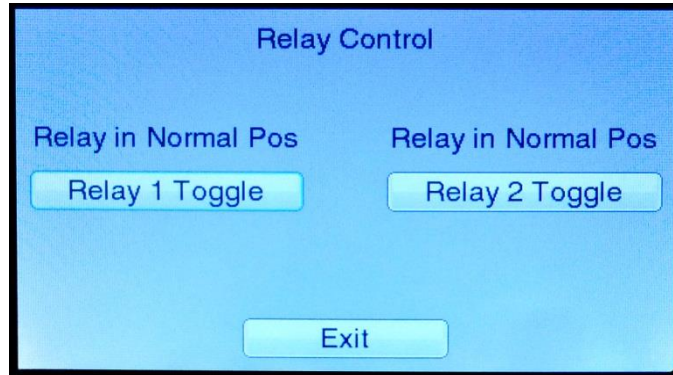 Relay Control
Relay in Normal Pos Relay in Normal Pos
Relay 1 Toggle Relay 2 Toggle
Exit